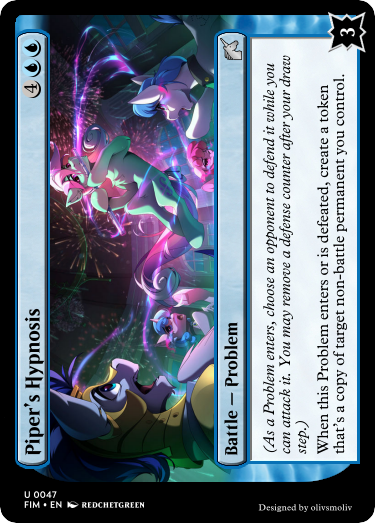 Piper's Hypnosis 4
Battle — Problem
(As a Problem enters, choose an opponent to defend it while you
can attack it. You may remove a defense counter after your draw
step.)
When this Problem enters or is defeated, create a token
that's a copy of target non-battle permanent you control.
3
U 0047
FIM • EN REDCHETGREEN
Designed by olivsmoliv